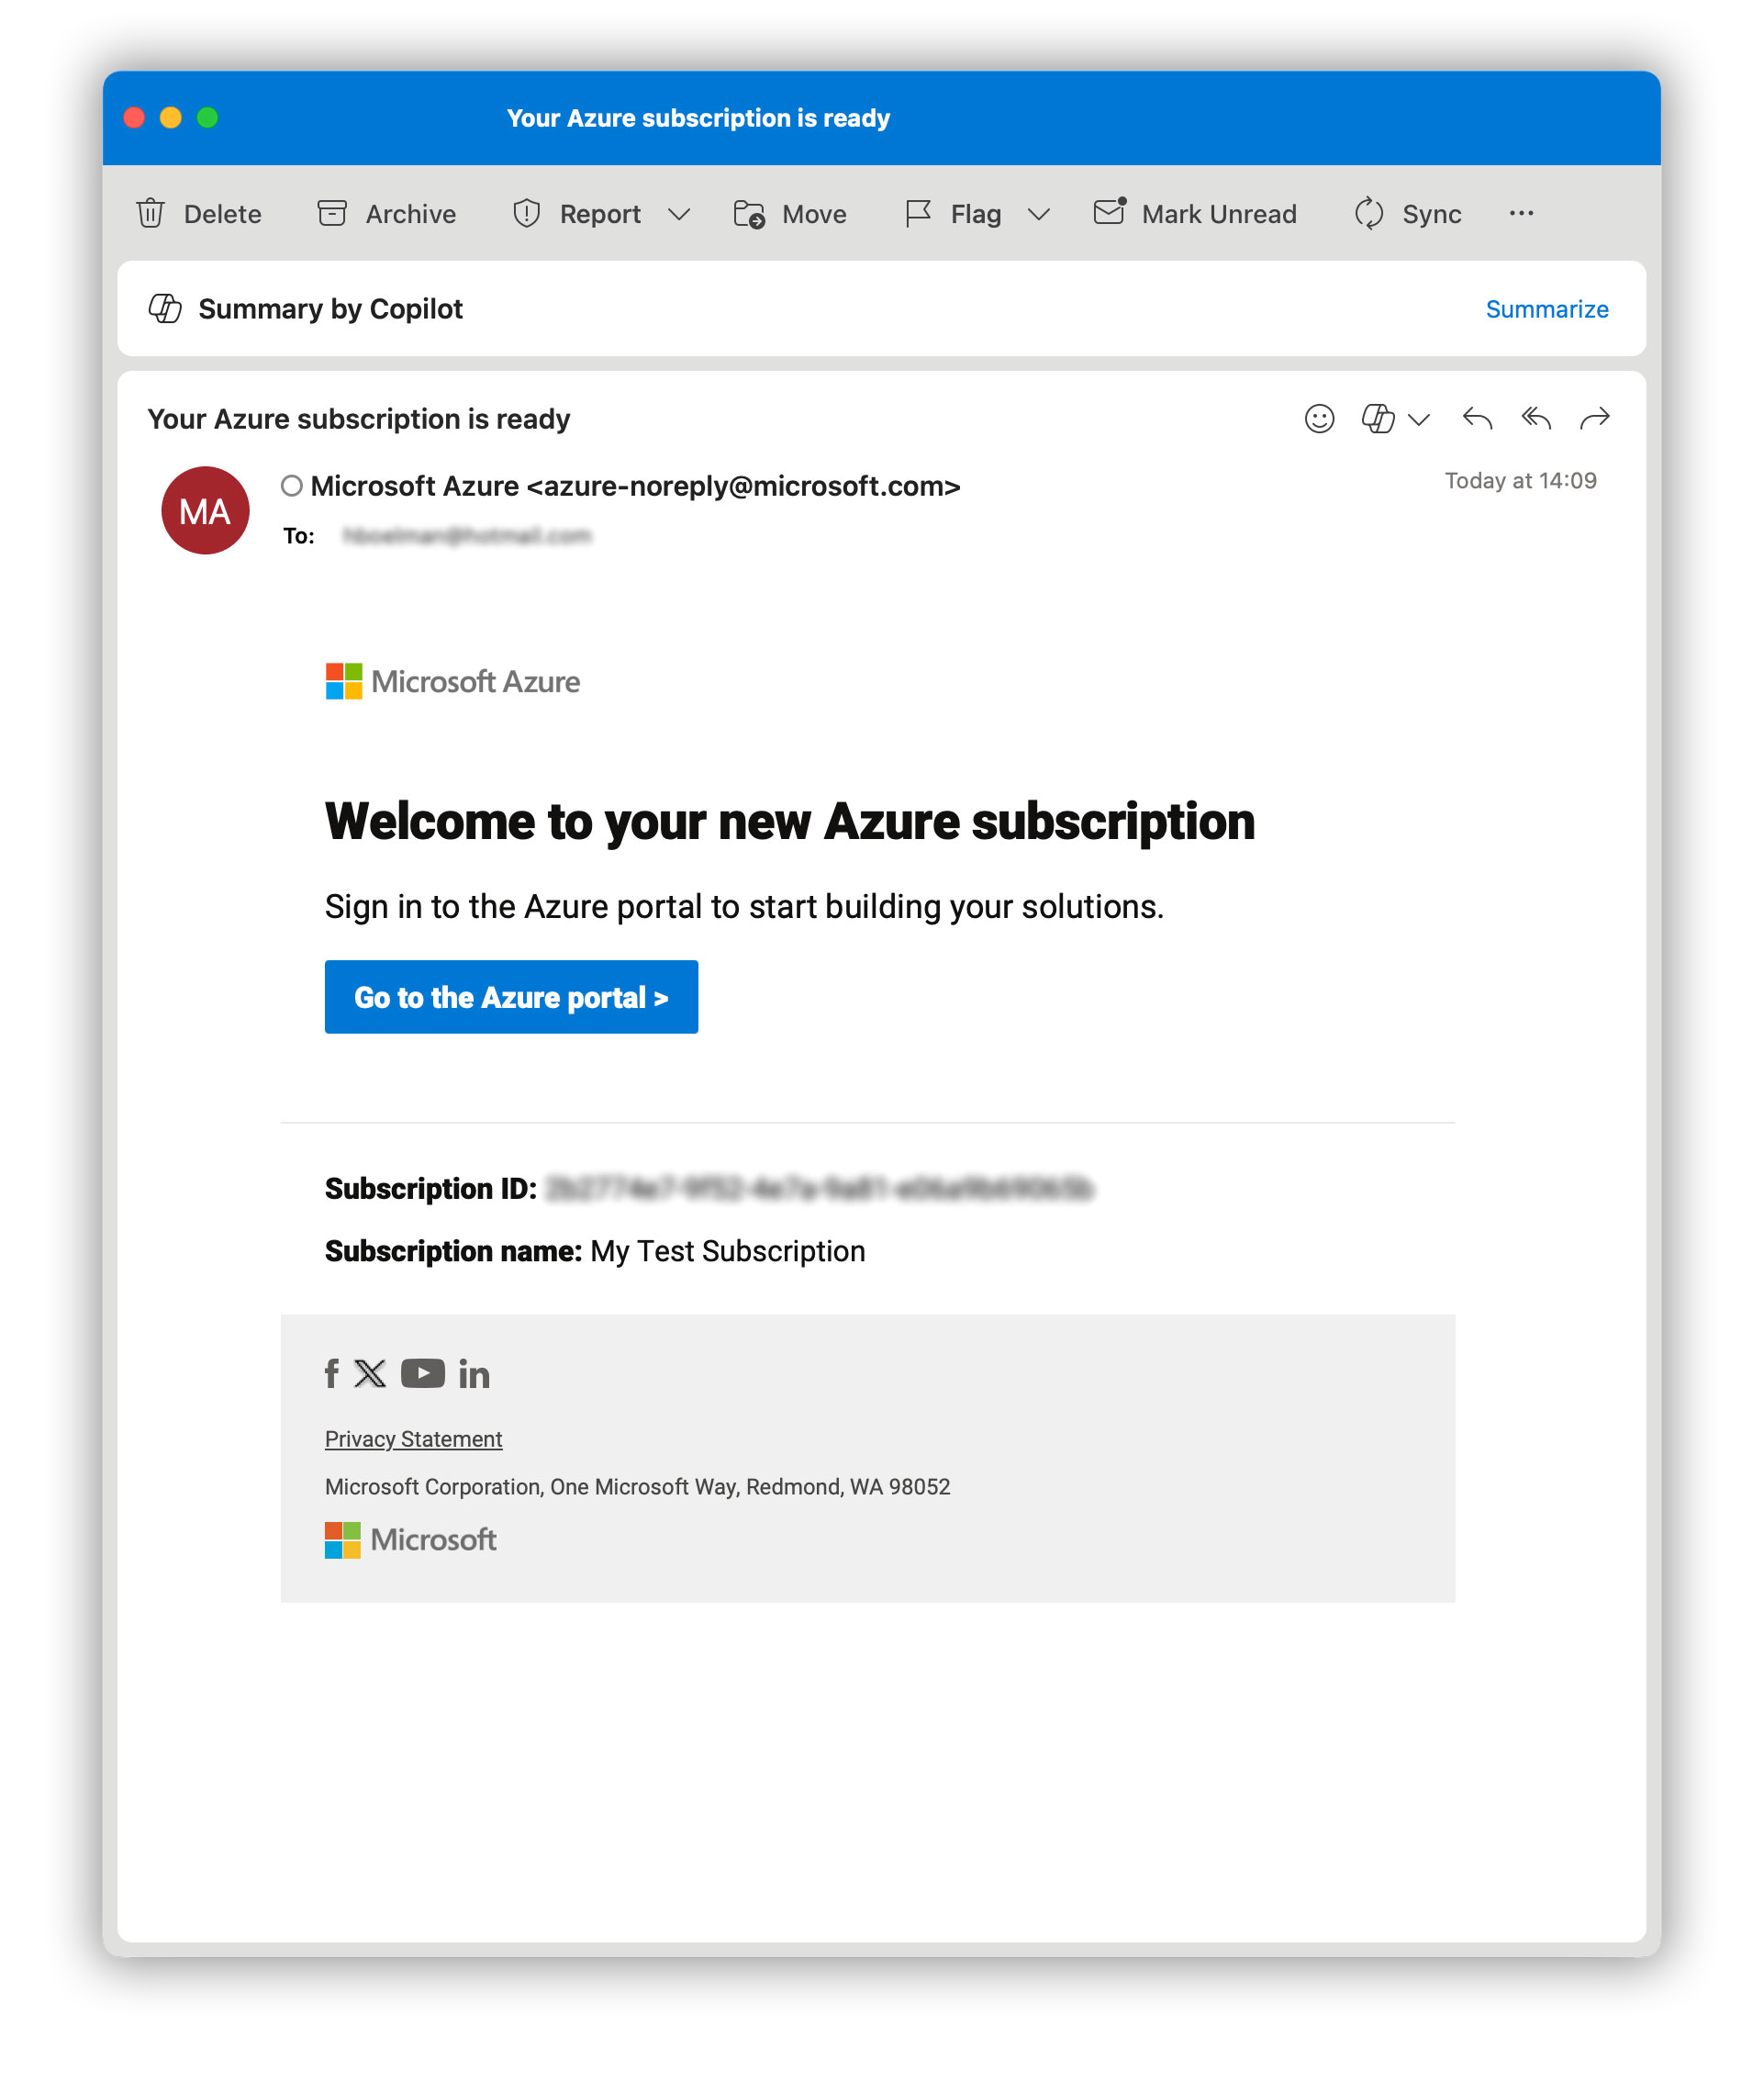 Your Azure subscription is ready
Delete Archive Report Move Flag Mark Unread Sync ···
Summary by Copilot Summarize
Your Azure subscription is ready
MA Microsoft Azure <azure-noreply@microsoft.com> Today at 14:09
To:
Microsoft Azure
Welcome to your new Azure subscription
Sign in to the Azure portal to start building your solutions.
Go to the Azure portal >
Subscription ID:
Subscription name: My Test Subscription
Privacy Statement
Microsoft Corporation, One Microsoft Way, Redmond, WA 98052
Microsoft